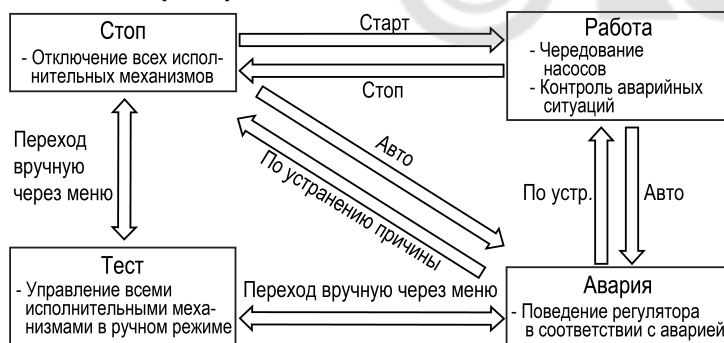 Стоп
- Отключение всех испол-
нительных механизмов
Старт
Стоп
Работа
- Чередование
насосов
- Контроль аварийных
ситуаций
Переход
вручную
через меню
Авто
По устранению причины
По устр.
Авто
Тест
- Управление всеми
исполнительными меха-
низмами в ручном режиме
Переход вручную через меню
Авария
- Поведение регулятора
в соответствии с аварией